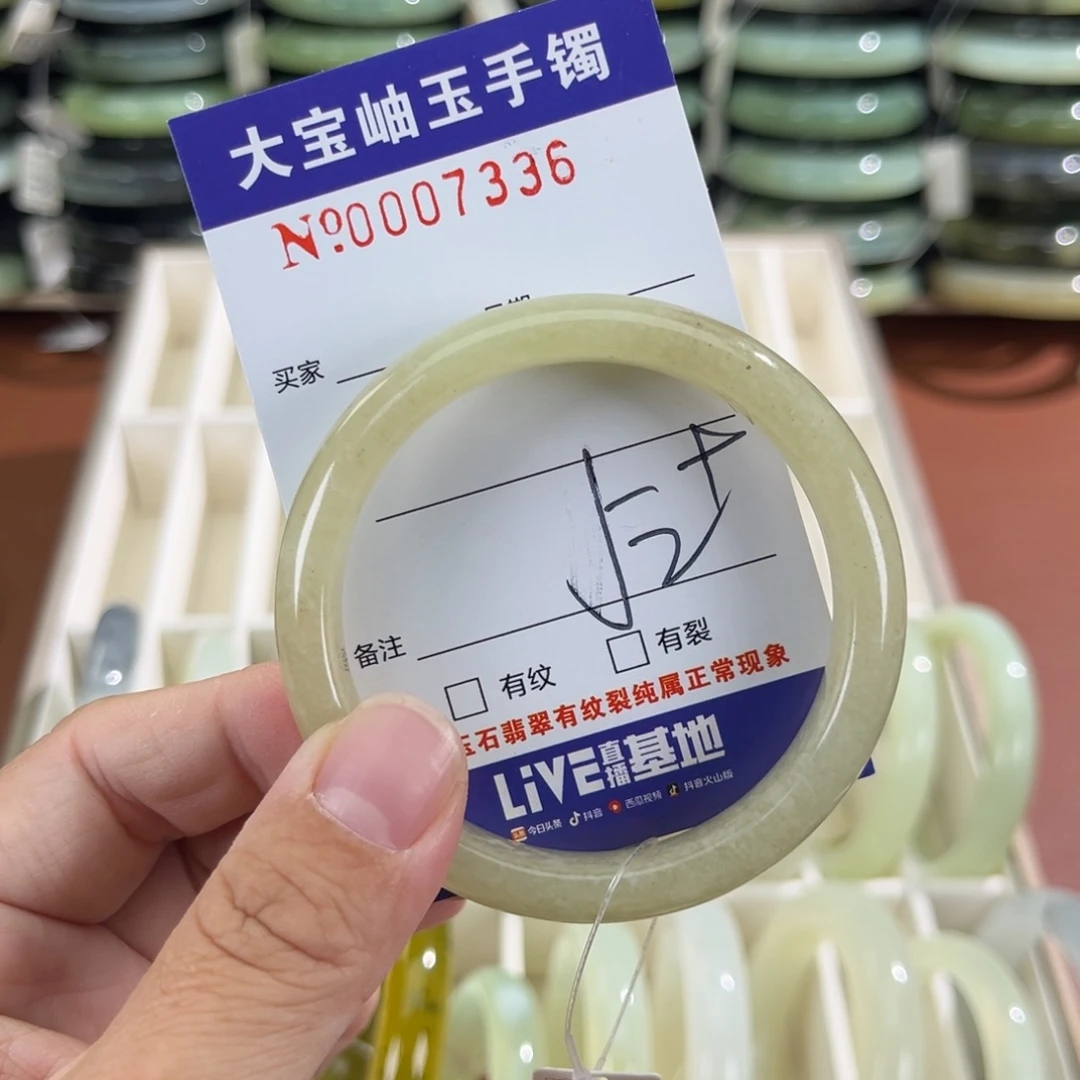 大宝岫玉手镯
No.0007336
买家
备注
有纹 有裂
玉石翡翠有纹裂纯属正常现象
LiVE直播基地
今日头条 抖音 西瓜视频 抖音火山版